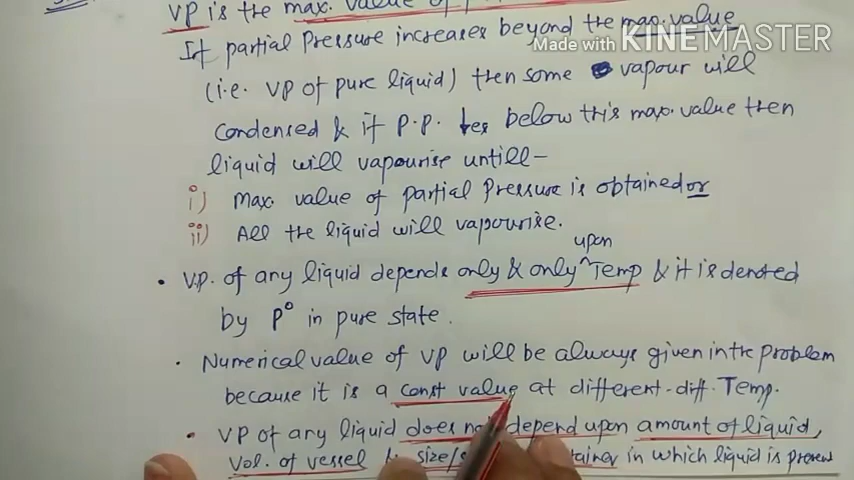 VP is the max. value of
If partial Pressure increases beyond the max. value
Made with KINEMASTER
(i.e. VP of pure liquid) then some vapour will
condensed & if P.P. ↓es below this max. value then
liquid will vapourise untill-
i) Max. value of partial Pressure is obtained or
ii) All the liquid will vapourise.
upon
• V.P. of any liquid depends only & only ^ Temp & it is denoted
by P° in pure state.
• Numerical value of VP will be always given in the problem
because it is a const value at different-diff. Temp.
• VP of any liquid does not depend upon amount of liquid,
Vol. of vessel & size/ in which liquid is present